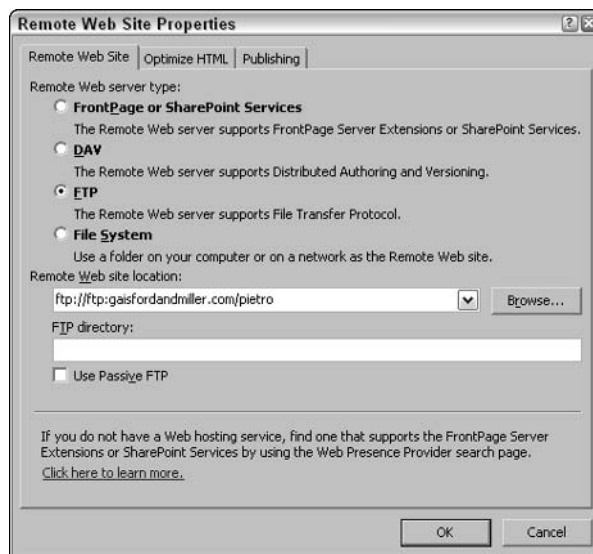 Remote Web Site Properties
Remote Web Site
Optimize HTML
Publishing
Remote Web server type:
FrontPage or SharePoint Services
The Remote Web server supports FrontPage Server Extensions or SharePoint Services.
DAV
The Remote Web server supports Distributed Authoring and Versioning.
FTP
The Remote Web server supports File Transfer Protocol.
File System
Use a folder on your computer or on a network as the Remote Web site.
Remote Web site location:
ftp://ftp:gaisfordandmiller.com/pietro
Browse...
FTP directory:
Use Passive FTP
If you do not have a Web hosting service, find one that supports the FrontPage Server
Extensions or SharePoint Services by using the Web Presence Provider search page.
Click here to learn more.
OK
Cancel